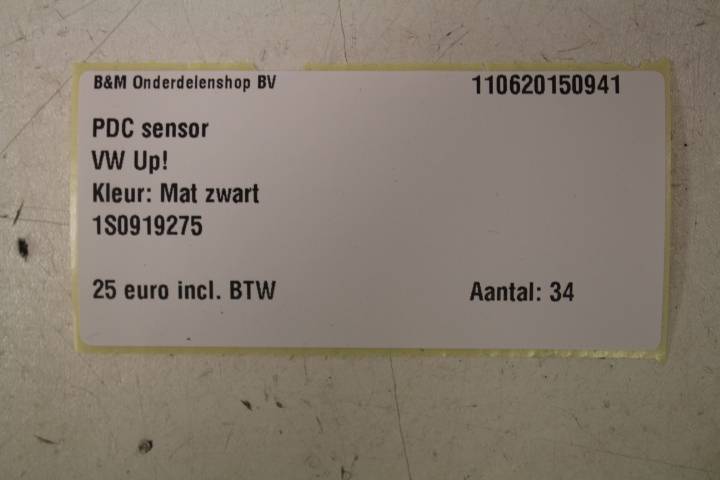 B&M Onderdelenshop BV 110620150941
PDC sensor
VW Up!
Kleur: Mat zwart
1S0919275
25 euro incl. BTW Aantal: 34